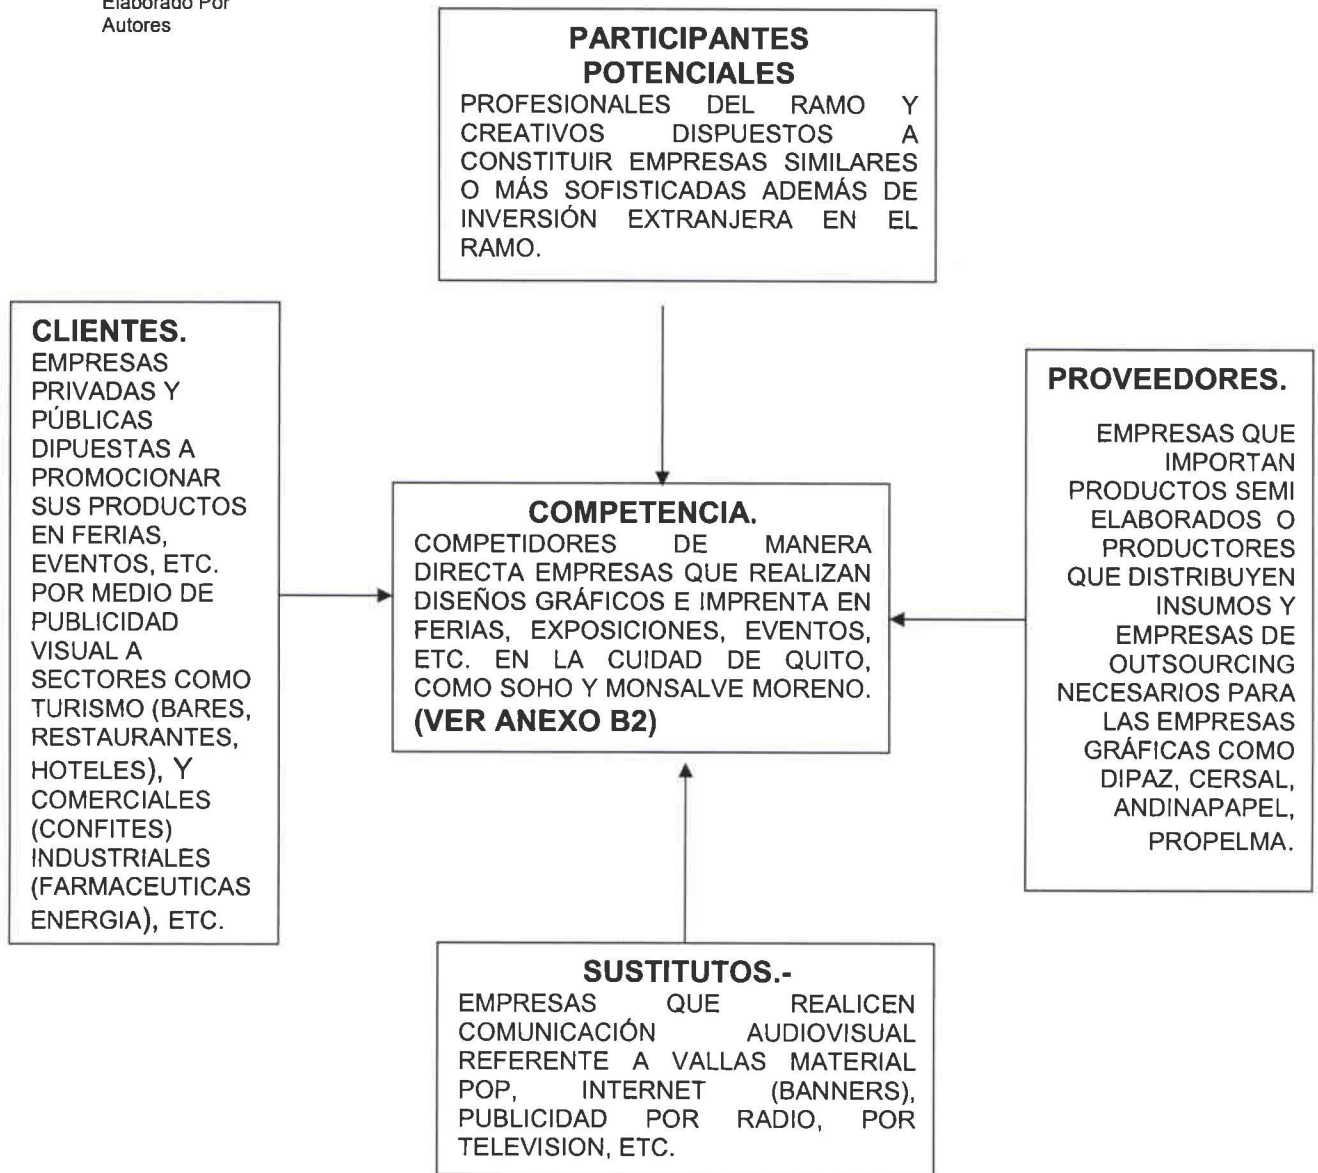 Elaborado Por
Autores
PARTICIPANTES
POTENCIALES
PROFESIONALES DEL RAMO Y
CREATIVOS DISPUESTOS A
CONSTITUIR EMPRESAS SIMILARES
O MÁS SOFISTICADAS ADEMÁS DE
INVERSIÓN EXTRANJERA EN EL
RAMO.
CLIENTES.
EMPRESAS
PRIVADAS Y
PÚBLICAS
DIPUESTAS A
PROMOCIONAR
SUS PRODUCTOS
EN FERIAS,
EVENTOS, ETC.
POR MEDIO DE
PUBLICIDAD
VISUAL A
SECTORES COMO
TURISMO (BARES,
RESTAURANTES,
HOTELES), Y
COMERCIALES
(CONFITES)
INDUSTRIALES
(FARMACEUTICAS
ENERGIA), ETC.
COMPETENCIA.
COMPETIDORES DE MANERA
DIRECTA EMPRESAS QUE REALIZAN
DISEÑOS GRÁFICOS E IMPRENTA EN
FERIAS, EXPOSICIONES, EVENTOS,
ETC. EN LA CUIDAD DE QUITO,
COMO SOHO Y MONSALVE MORENO.
(VER ANEXO B2)
PROVEEDORES.
EMPRESAS QUE
IMPORTAN
PRODUCTOS SEMI
ELABORADOS O
PRODUCTORES
QUE DISTRIBUYEN
INSUMOS Y
EMPRESAS DE
OUTSOURCING
NECESARIOS PARA
LAS EMPRESAS
GRÁFICAS COMO
DIPAZ, CERSAL,
ANDINAPAPEL,
PROPELMA.
SUSTITUTOS.-
EMPRESAS QUE REALICEN
COMUNICACIÓN AUDIOVISUAL
REFERENTE A VALLAS MATERIAL
POP, INTERNET (BANNERS),
PUBLICIDAD POR RADIO, POR
TELEVISION, ETC.